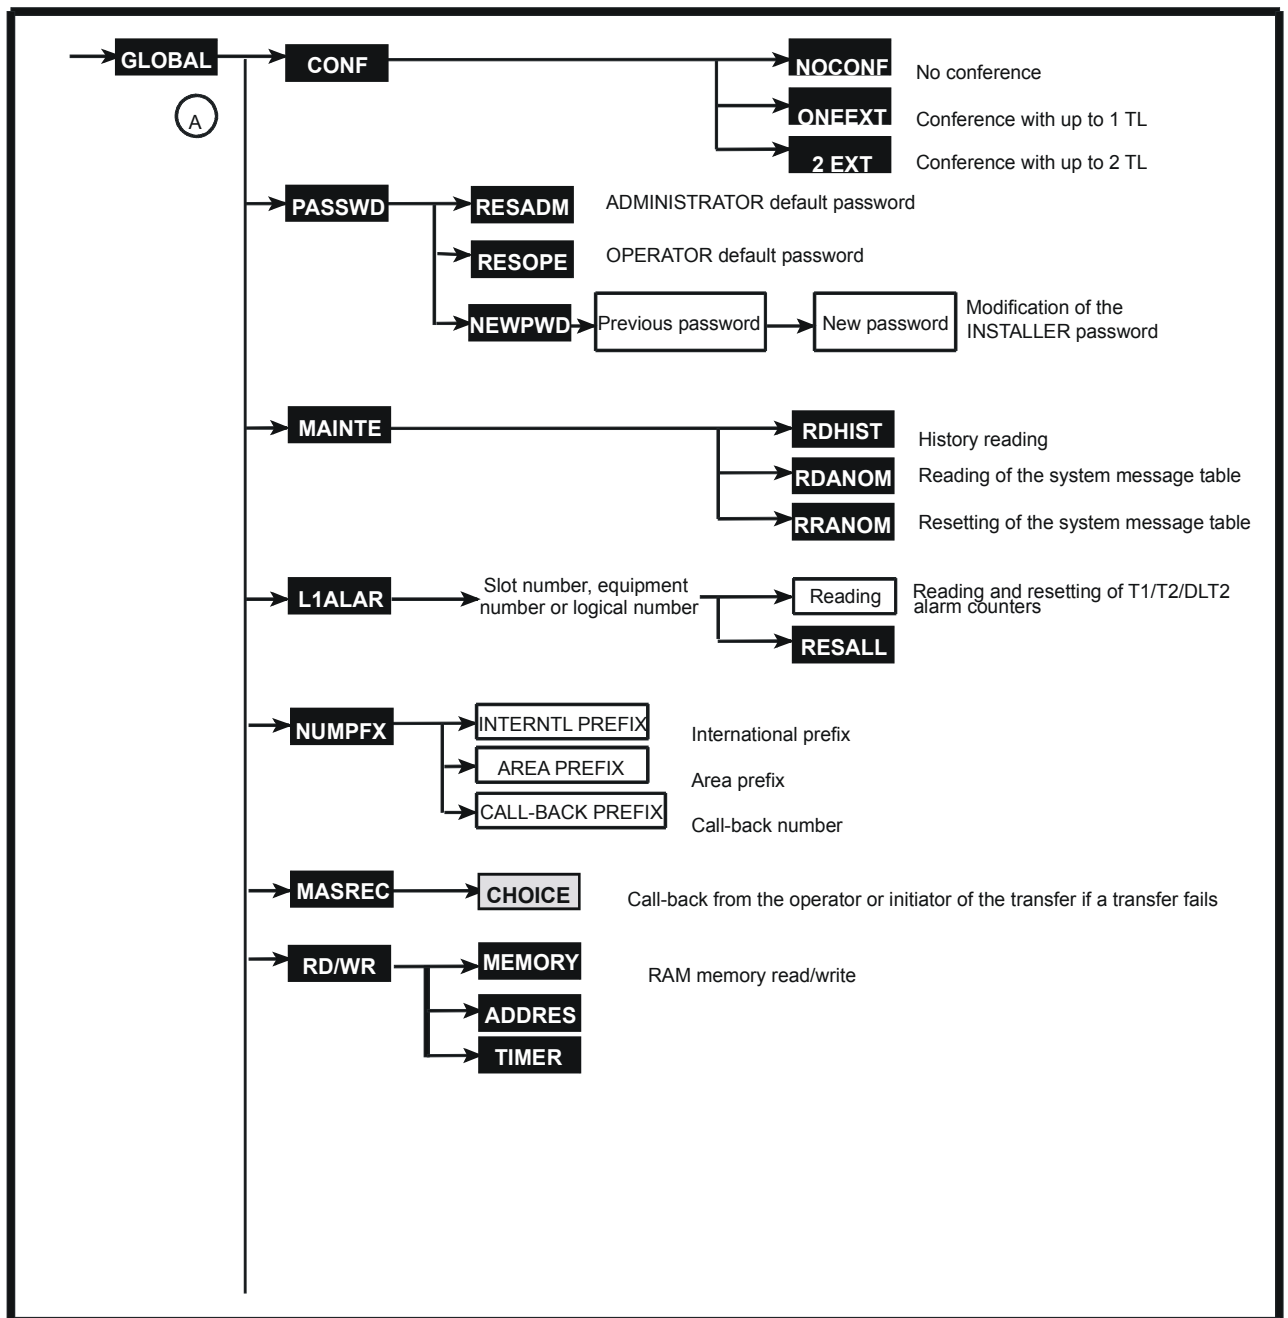 GLOBAL
CONF
NOCONF
No conference
A
ONEEXT
Conference with up to 1 TL
2 EXT
Conference with up to 2 TL
PASSWD
RESADM
ADMINISTRATOR default password
RESOPE
OPERATOR default password
NEWPWD
Previous password
New password
Modification of the
INSTALLER password
MAINTE
RDHIST
History reading
RDANOM
Reading of the system message table
RRANOM
Resetting of the system message table
L1ALAR
Slot number, equipment
number or logical number
Reading
Reading and resetting of T1/T2/DLT2
alarm counters
RESALL
NUMPFX
INTERNTL PREFIX
International prefix
AREA PREFIX
Area prefix
CALL-BACK PREFIX
Call-back number
MASREC
CHOICE
Call-back from the operator or initiator of the transfer if a transfer fails
RD/WR
MEMORY
RAM memory read/write
ADDRES
TIMER